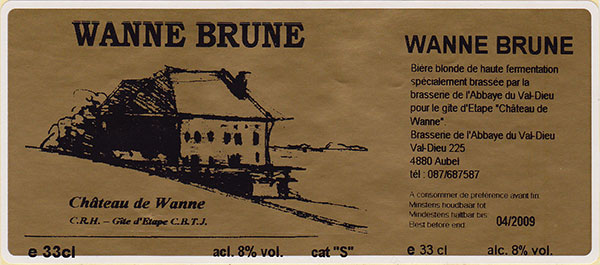 WANNE BRUNE
Château de Wanne
C.R.H. – Gîte d'Etape C.B.T.J.
e 33cl acl. 8% vol. cat "S"
WANNE BRUNE
Bière blonde de haute fermentation
spécialement brassée par la
brasserie de l'Abbaye du Val-Dieu
pour le gîte d'Etape "Château de
Wanne".
Brasserie de l'Abbaye du Val-Dieu
Val-Dieu 225
4880 Aubel
tél : 087/687587
A consommer de préférence avant fin
Minstens houdbaar tot
Mindestens haltbar bis 04/2009
Best before end
e 33 cl alc. 8% vol.